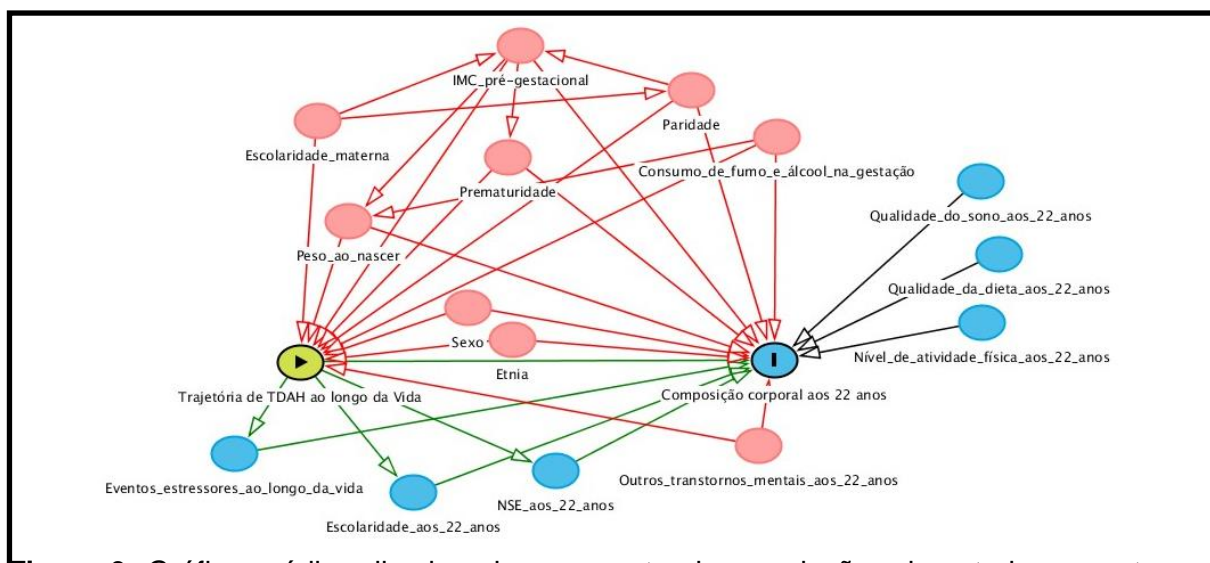 IMC_pré-gestacional
Paridade
Escolaridade_materna
Consumo_de_fumo_e_álcool_na_gestação
Prematuridade
Qualidade_do_sono_aos_22_anos
Peso_ao_nascer
Qualidade_da_dieta_aos_22_anos
Sexo
Nível_de_atividade_física_aos_22_anos
Etnia
Trajetória de TDAH ao longo da Vida
Composição corporal aos 22 anos
Outros_transtornos_mentais_aos_22_anos
Eventos_estressores_ao_longo_da_vida
NSE_aos_22_anos
Escolaridade_aos_22_anos